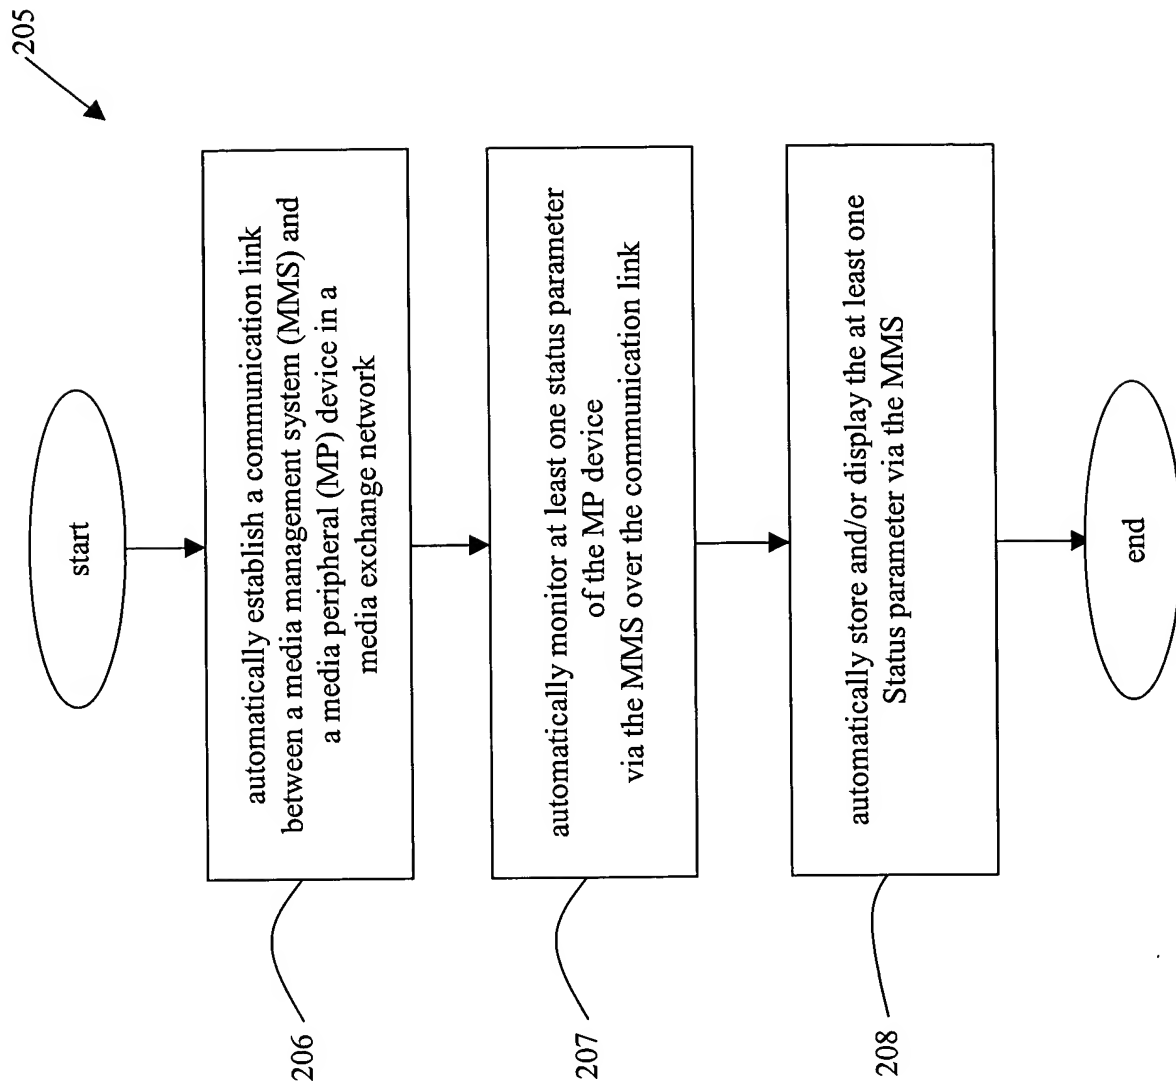 205
start
206
automatically establish a communication link
between a media management system (MMS) and
a media peripheral (MP) device in a
media exchange network
207
automatically monitor at least one status parameter
of the MP device
via the MMS over the communication link
208
automatically store and/or display the at least one
Status parameter via the MMS
end